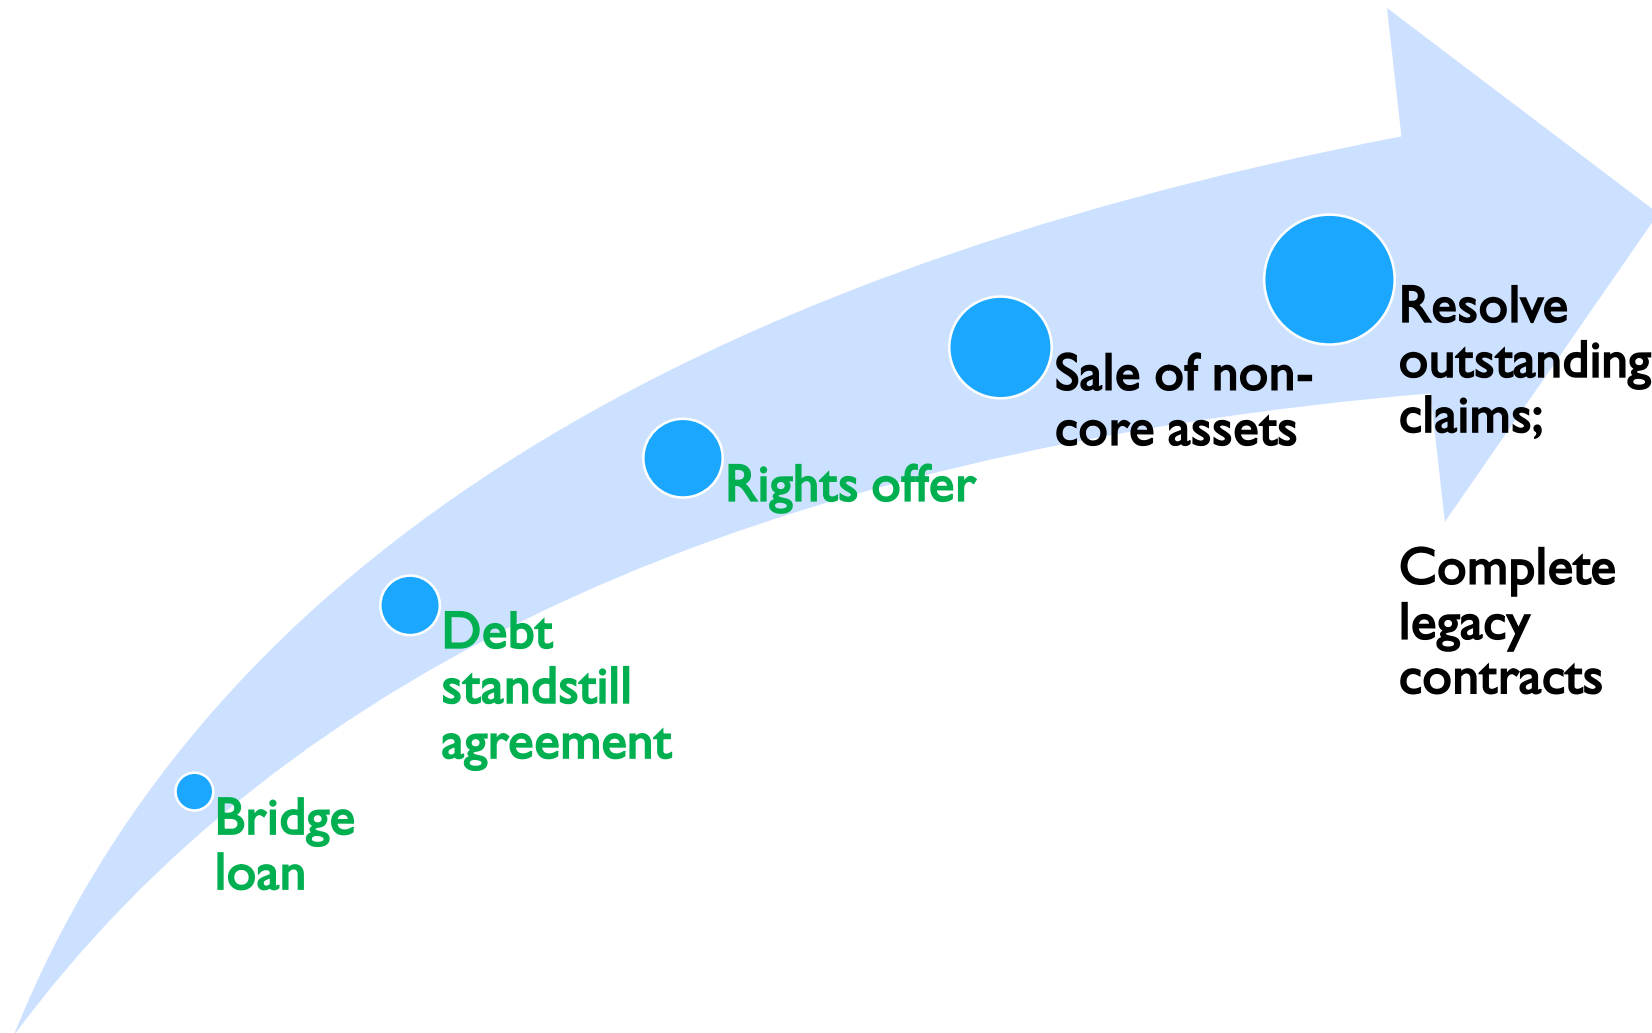 Bridge
loan
Debt
standstill
agreement
Rights offer
Sale of non-
core assets
Resolve
outstanding
claims;
Complete
legacy
contracts